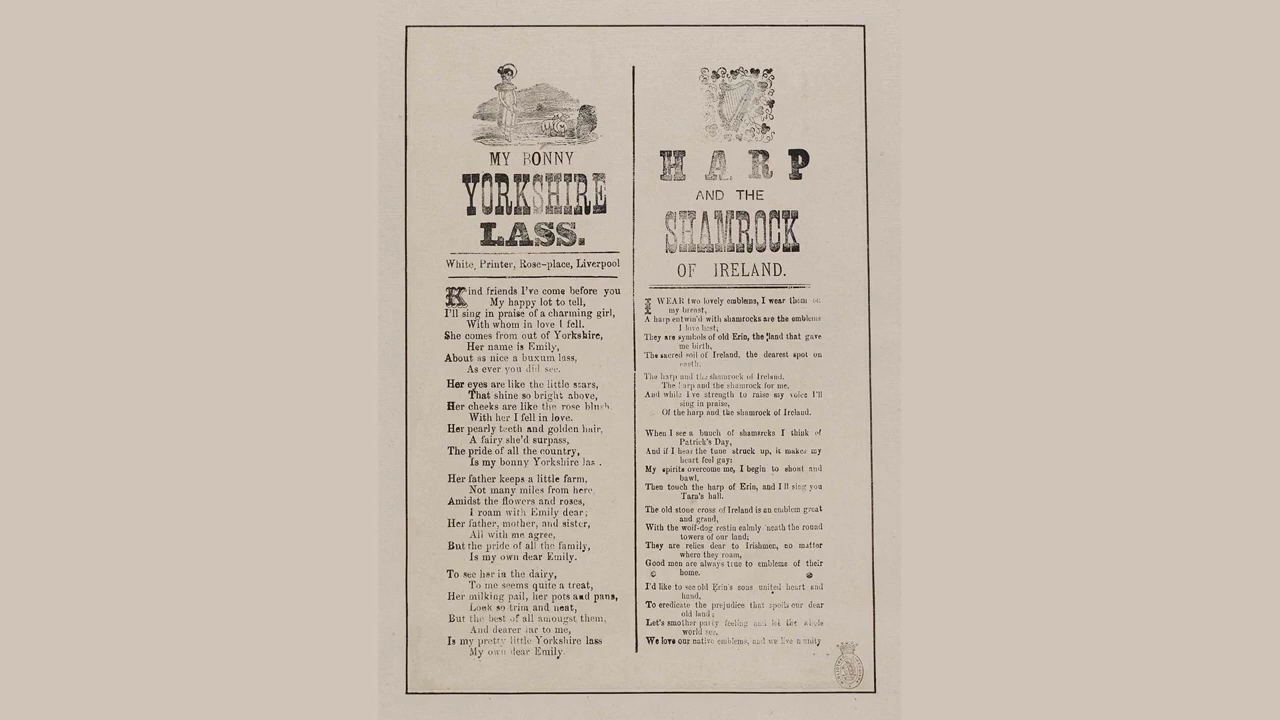 MY BONNY
YORKSHIRE
LASS.
White, Printer, Rose-place, Liverpool
Kind friends I've come before you
My happy lot to tell,
I'll sing in praise of a charming girl,
With whom in love I fell.
She comes from out of Yorkshire,
Her name is Emily,
About as nice a buxum lass,
As ever you did see.
Her eyes are like the little stars,
That shine so bright above,
Her cheeks are like the rose blush,
With her I fell in love.
Her pearly teeth and golden hair,
A fairy she'd surpass,
The pride of all the country,
Is my bonny Yorkshire las .
Her father keeps a little farm,
Not many miles from here,
Amidst the flowers and roses,
I roam with Emily dear;
Her father, mother, and sister,
All with me agree,
But the pride of all the family,
Is my own dear Emily.
To see her in the dairy,
To me seems quite a treat,
Her milking pail, her pots and pans,
Look so trim and neat,
But the best of all amongst them,
And dearer far to me,
Is my pretty little Yorkshire lass
My own dear Emily.
HARP
AND THE
SHAMROCK
OF IRELAND.
I WEAR two lovely emblems, I wear them on
my breast,
A harp entwin'd with shamrocks are the emblems
I love best;
They are symbols of old Erin, the land that gave
me birth,
The sacred soil of Ireland, the dearest spot on
earth.
The harp and the shamrock of Ireland,
The harp and the shamrock for me,
And while I've strength to raise my voice I'll
sing in praise,
Of the harp and the shamrock of Ireland.
When I see a bunch of shamsrcks I think of
Patrick's Day,
And if I hear the tune struck up, it makes my
heart feel gay;
My spirits overcome me, I begin to shout and
bawl,
Then touch the harp of Erin, and I'll sing you
Tara's hall.
The old stone cross of Ireland is an emblem great
and grand,
With the wolf-dog restin calmly 'neath the round
towers of our land;
They are relics dear to Irishmen, no matter
where they roam,
Good men are always true to emblems of their
home.
I'd like to see old Erin's sons united heart and
hand,
To eredicate the prejudice that spoils our dear
old land;
Let's smother party feeling and let the whole
world see,
We love our native emblems, and we live n unity